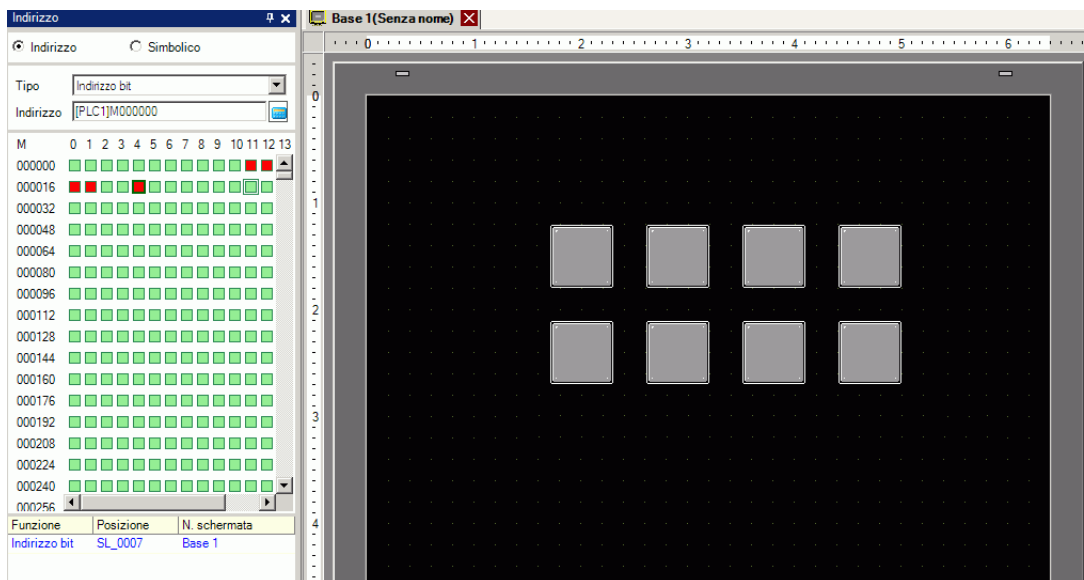 Indirizzo
Indirizzo Simbolico
Tipo Indirizzo bit
Indirizzo [PLC1]M000000
M 0 1 2 3 4 5 6 7 8 9 10 11 12 13
000000
000016
000032
000048
000064
000080
000096
000112
000128
000144
000160
000176
000192
000208
000224
000240
000256
Funzione Posizione N. schermata
Indirizzo bit SL_0007 Base 1
Base 1(Senza nome)
0 1 2 3 4 5 6
0
1
2
3
4